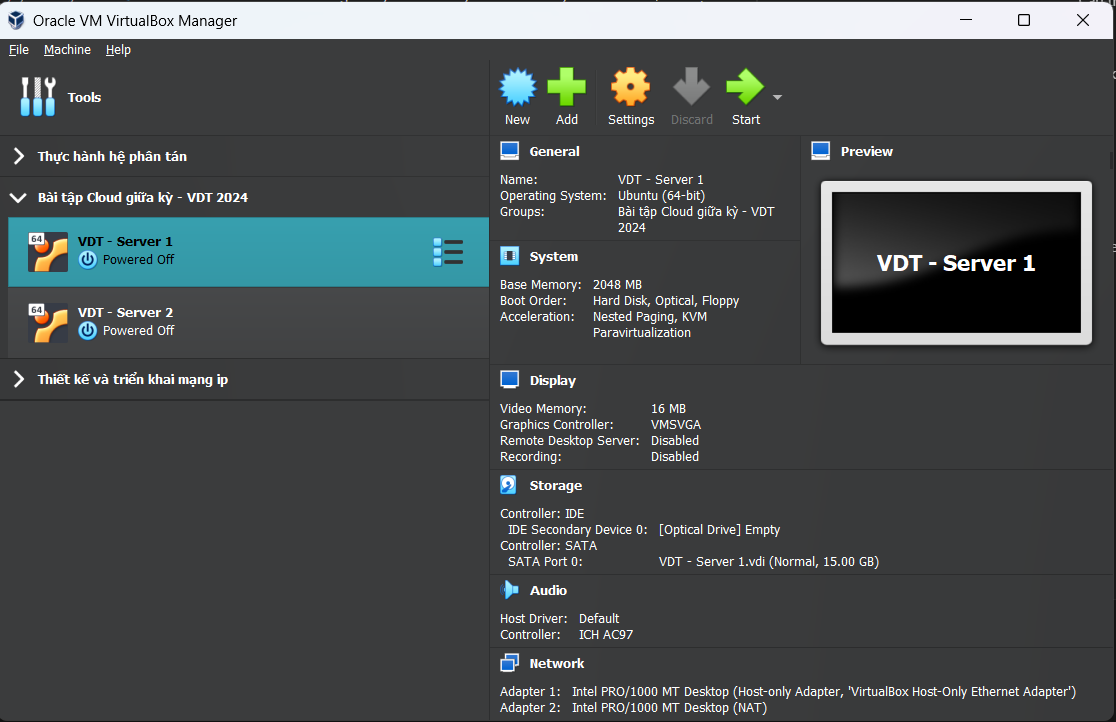 Oracle VM VirtualBox Manager
File Machine Help
Tools
New Add Settings Discard Start
Thực hành hệ phân tán
Bài tập Cloud giữa kỳ - VDT 2024
64 VDT - Server 1
Powered Off
64 VDT - Server 2
Powered Off
Thiết kế và triển khai mạng ip
General
Name: VDT - Server 1
Operating System: Ubuntu (64-bit)
Groups: Bài tập Cloud giữa kỳ - VDT
2024
Preview
VDT - Server 1
System
Base Memory: 2048 MB
Boot Order: Hard Disk, Optical, Floppy
Acceleration: Nested Paging, KVM
Paravirtualization
Display
Video Memory: 16 MB
Graphics Controller: VMSVGA
Remote Desktop Server: Disabled
Recording: Disabled
Storage
Controller: IDE
IDE Secondary Device 0: [Optical Drive] Empty
Controller: SATA
SATA Port 0: VDT - Server 1.vdi (Normal, 15.00 GB)
Audio
Host Driver: Default
Controller: ICH AC97
Network
Adapter 1: Intel PRO/1000 MT Desktop (Host-only Adapter, 'VirtualBox Host-Only Ethernet Adapter')
Adapter 2: Intel PRO/1000 MT Desktop (NAT)